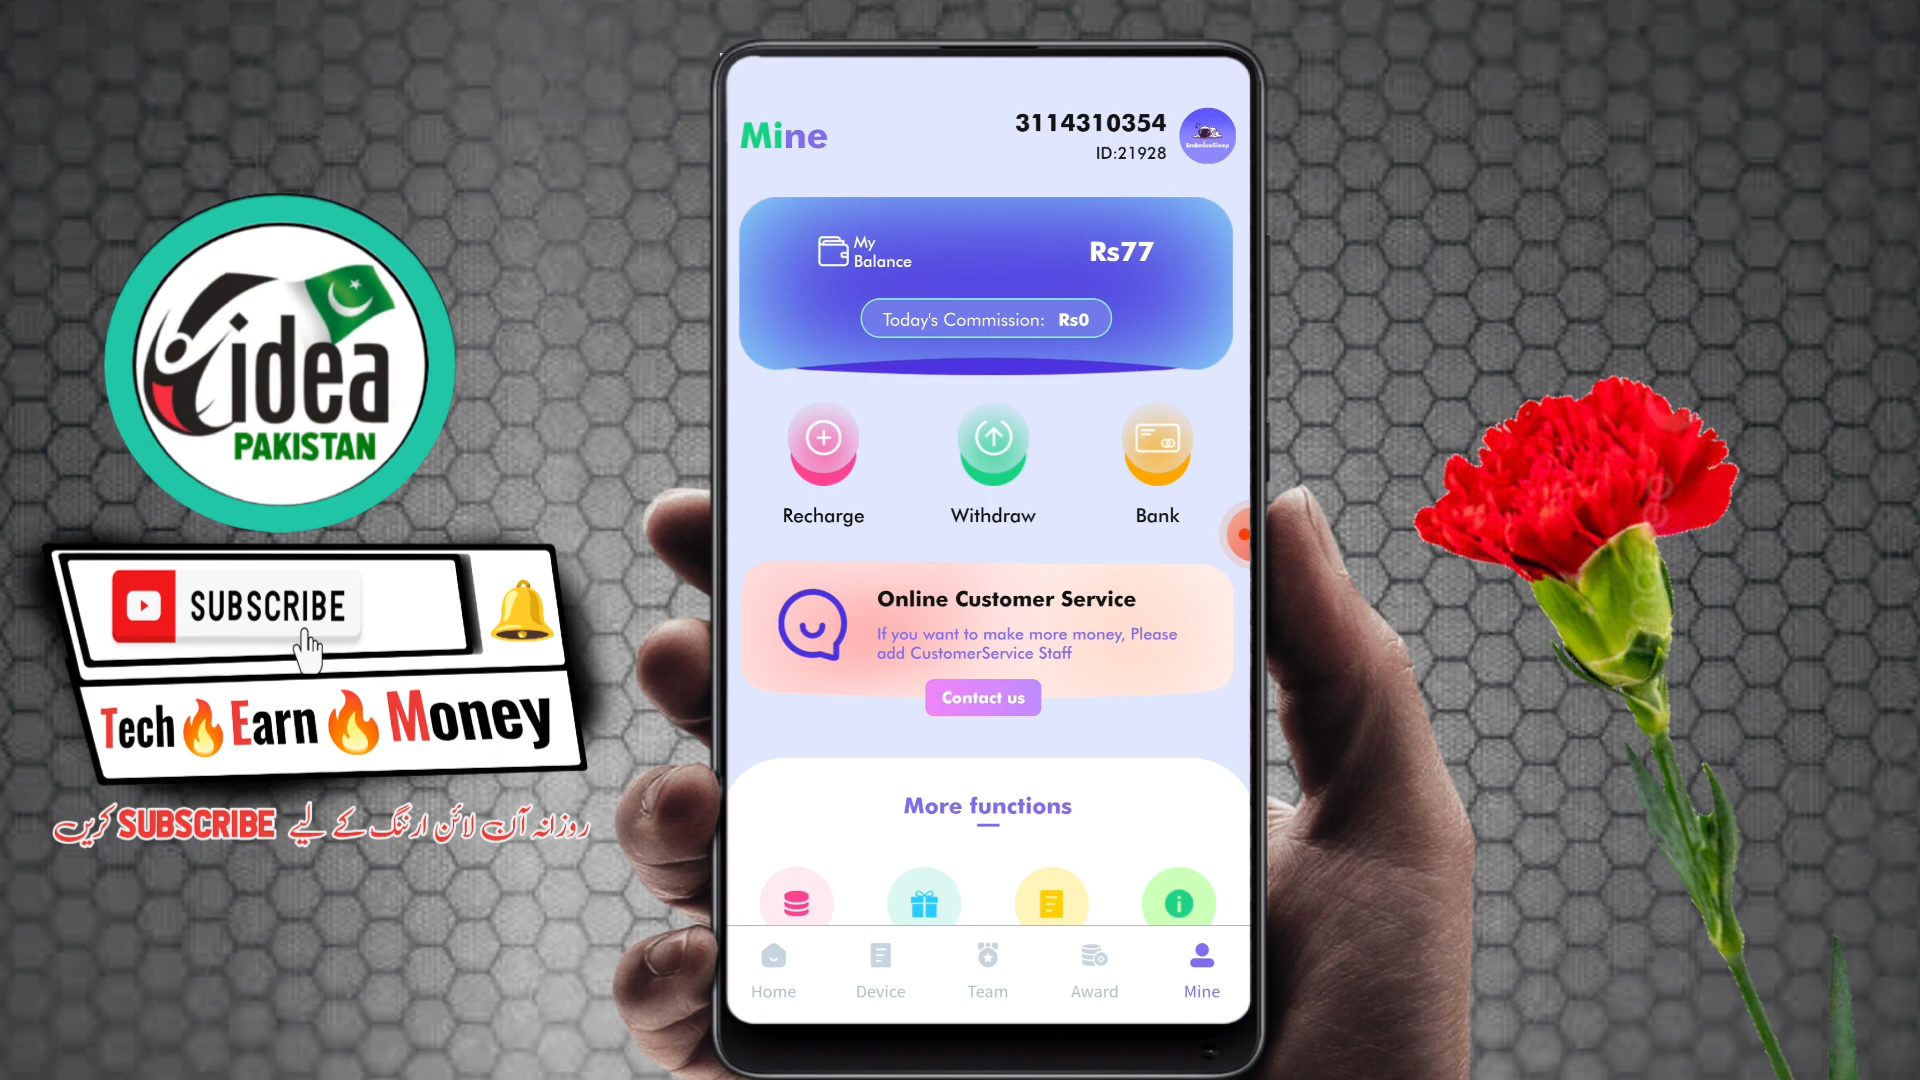 idea
PAKISTAN
SUBSCRIBE
Tech Earn Money
روزانہ آن لائن ارننگ کے لیے SUBSCRIBE کریں
Mine
3114310354
ID:21928
EmbraceSleep
My
Balance
Rs77
Today's Commission: Rs0
Recharge
Withdraw
Bank
Online Customer Service
If you want to make more money, Please
add CustomerService Staff
Contact us
More functions
Home
Device
Team
Award
Mine